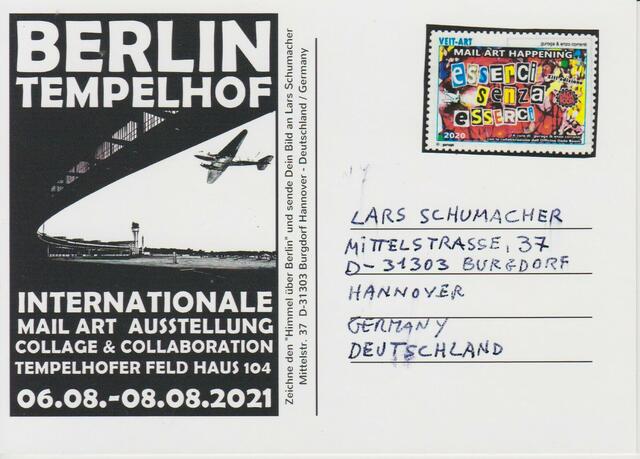 BERLIN
TEMPELHOF
INTERNATIONALE
MAIL ART AUSSTELLUNG
COLLAGE & COLLABORATION
TEMPELHOFER FELD HAUS 104
06.08.-08.08.2021
Zeichne den "Himmel über Berlin" und sende Dein Bild an Lars Schumacher
Mittelstr. 37 D-31303 Burgdorf Hannover - Deutschland / Germany
VEIT-ART
MAIL ART HAPPENING
esserci
senza
esserci
2020
LARS SCHUMACHER
MITTELSTRASSE, 37
D-31303 BURGDORF
HANNOVER
GERMANY
DEUTSCHLAND